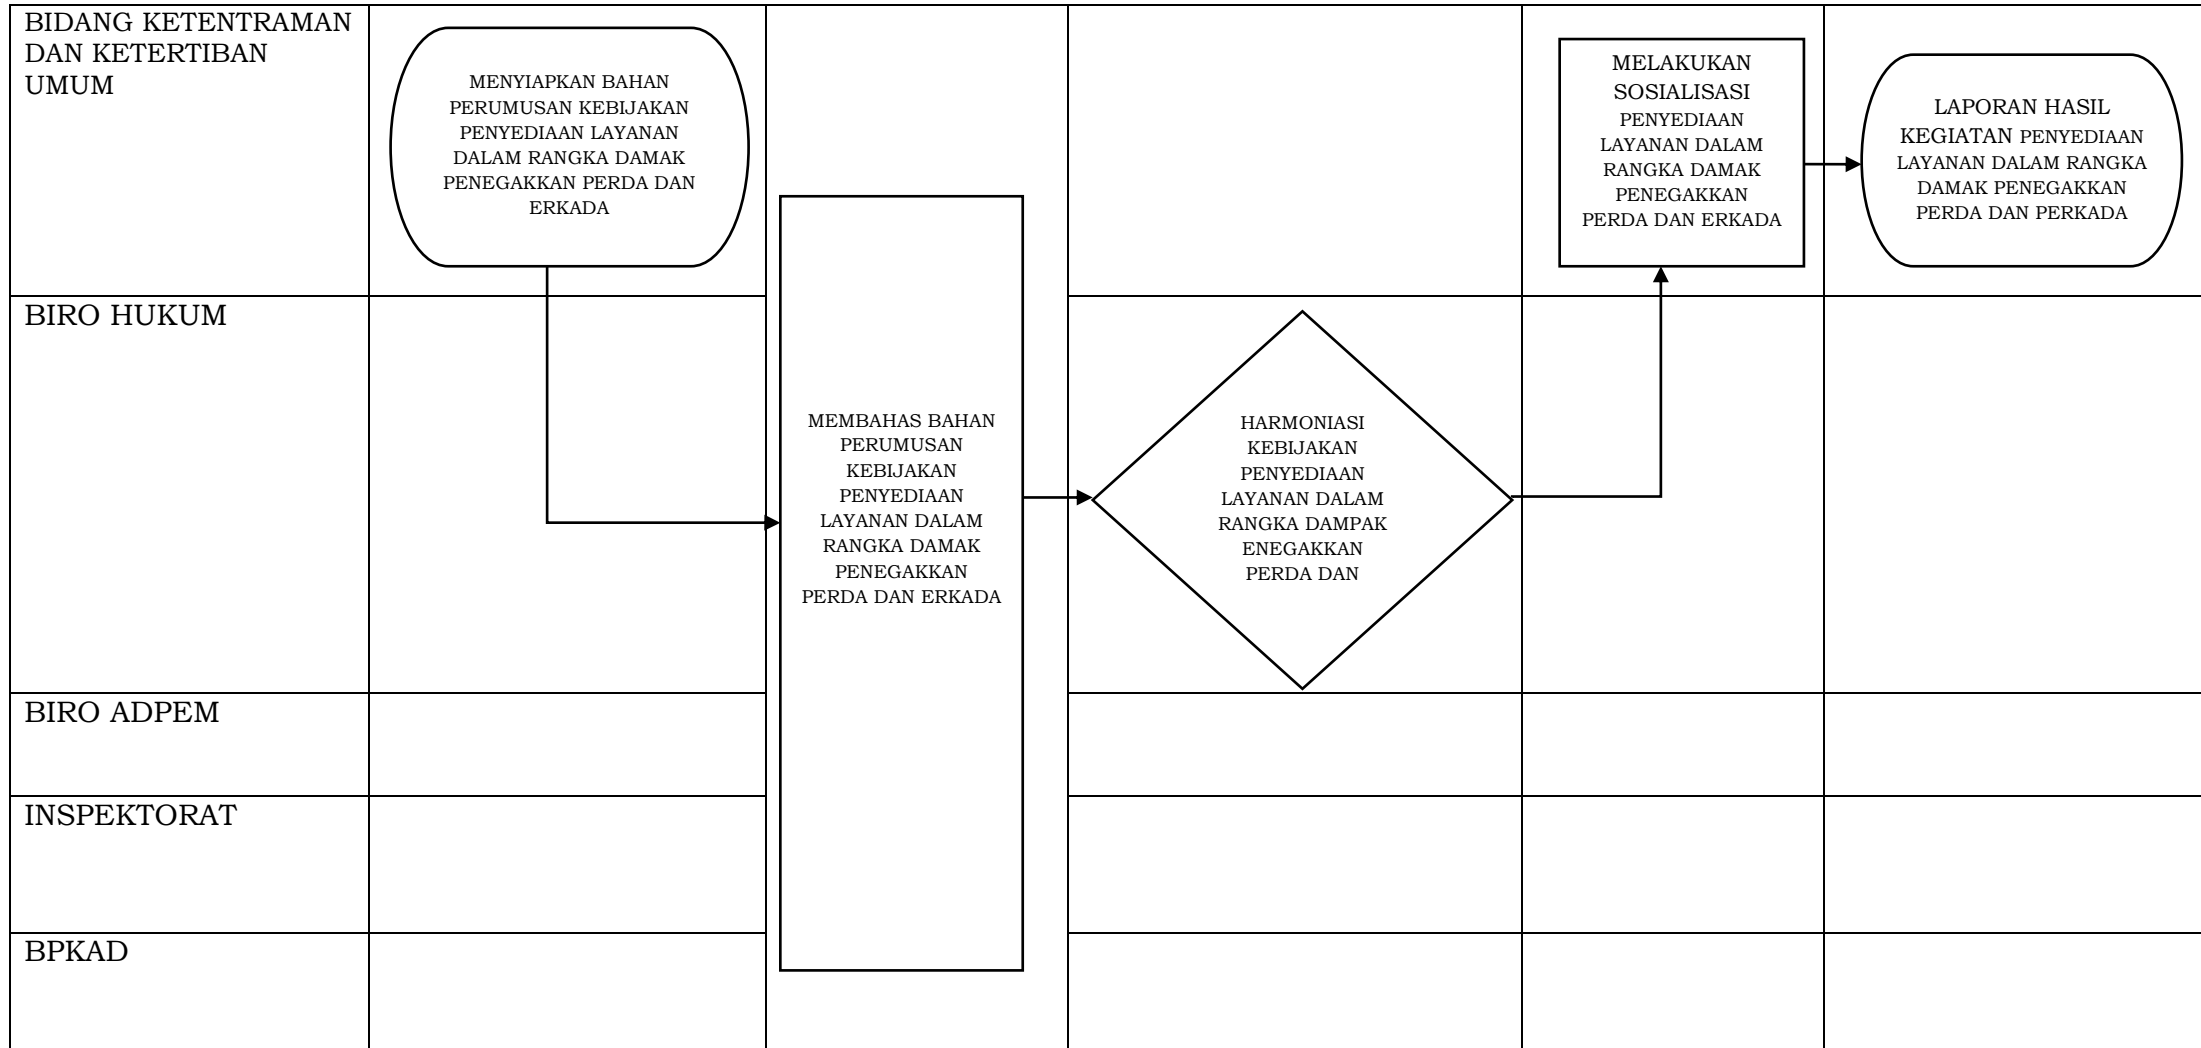 BIDANG KETENTRAMAN
DAN KETERTIBAN
UMUM
MENYIAPKAN BAHAN
PERUMUSAN KEBIJAKAN
PENYEDIAAN LAYANAN
DALAM RANGKA DAMAK
PENEGAKKAN PERDA DAN
ERKADA
MELAKUKAN
SOSIALISASI
PENYEDIAAN
LAYANAN DALAM
RANGKA DAMAK
PENEGAKKAN
PERDA DAN ERKADA
LAPORAN HASIL
KEGIATAN PENYEDIAAN
LAYANAN DALAM RANGKA
DAMAK PENEGAKKAN
PERDA DAN PERKADA
BIRO HUKUM
MEMBAHAS BAHAN
PERUMUSAN
KEBIJAKAN
PENYEDIAAN
LAYANAN DALAM
RANGKA DAMAK
PENEGAKKAN
PERDA DAN ERKADA
HARMONIASI
KEBIJAKAN
PENYEDIAAN
LAYANAN DALAM
RANGKA DAMPAK
ENEGAKKAN
PERDA DAN
BIRO ADPEM
INSPEKTORAT
BPKAD